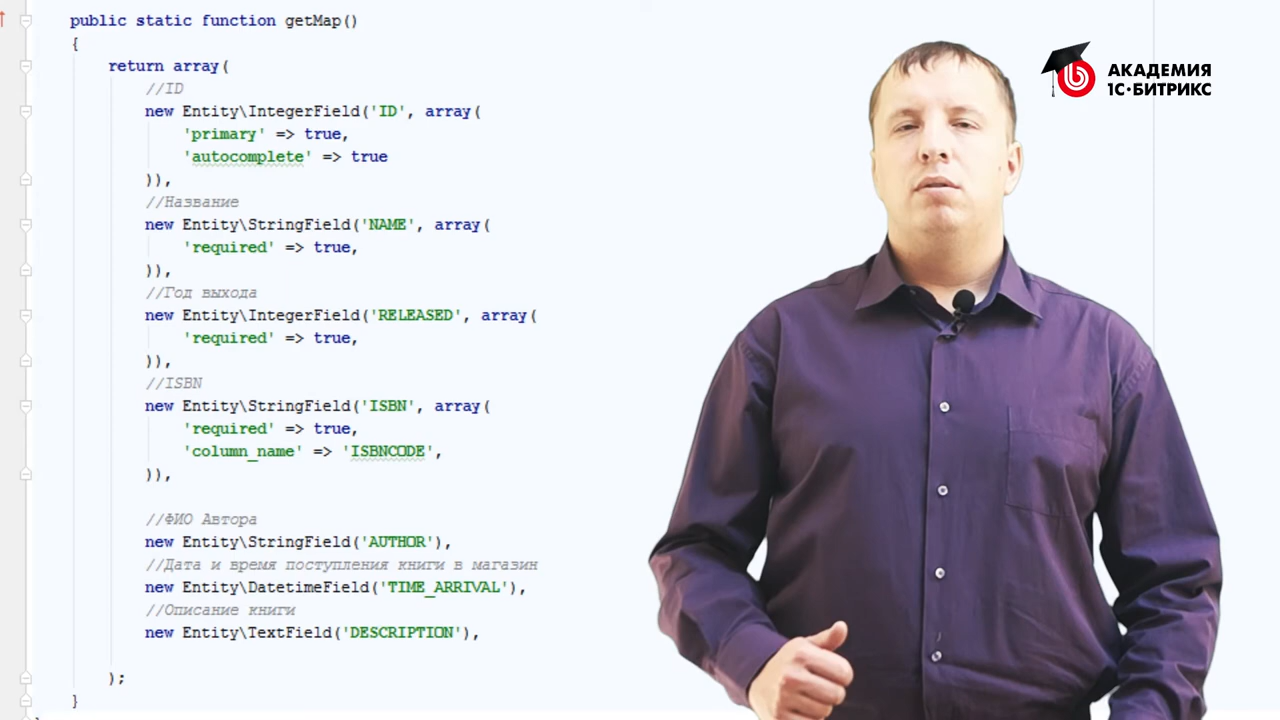 public static function getMap()
{
return array(
//ID
new Entity\IntegerField('ID', array(
'primary' => true,
'autocomplete' => true
)),
//Название
new Entity\StringField('NAME', array(
'required' => true,
)),
//Год выхода
new Entity\IntegerField('RELEASED', array(
'required' => true,
)),
//ISBN
new Entity\StringField('ISBN', array(
'required' => true,
'column_name' => 'ISBNCODE',
)),
//ФИО Автора
new Entity\StringField('AUTHOR'),
//Дата и время поступления книги в магазин
new Entity\DatetimeField('TIME_ARRIVAL'),
//Описание книги
new Entity\TextField('DESCRIPTION'),
);
}
АКАДЕМИЯ
1С·БИТРИКС